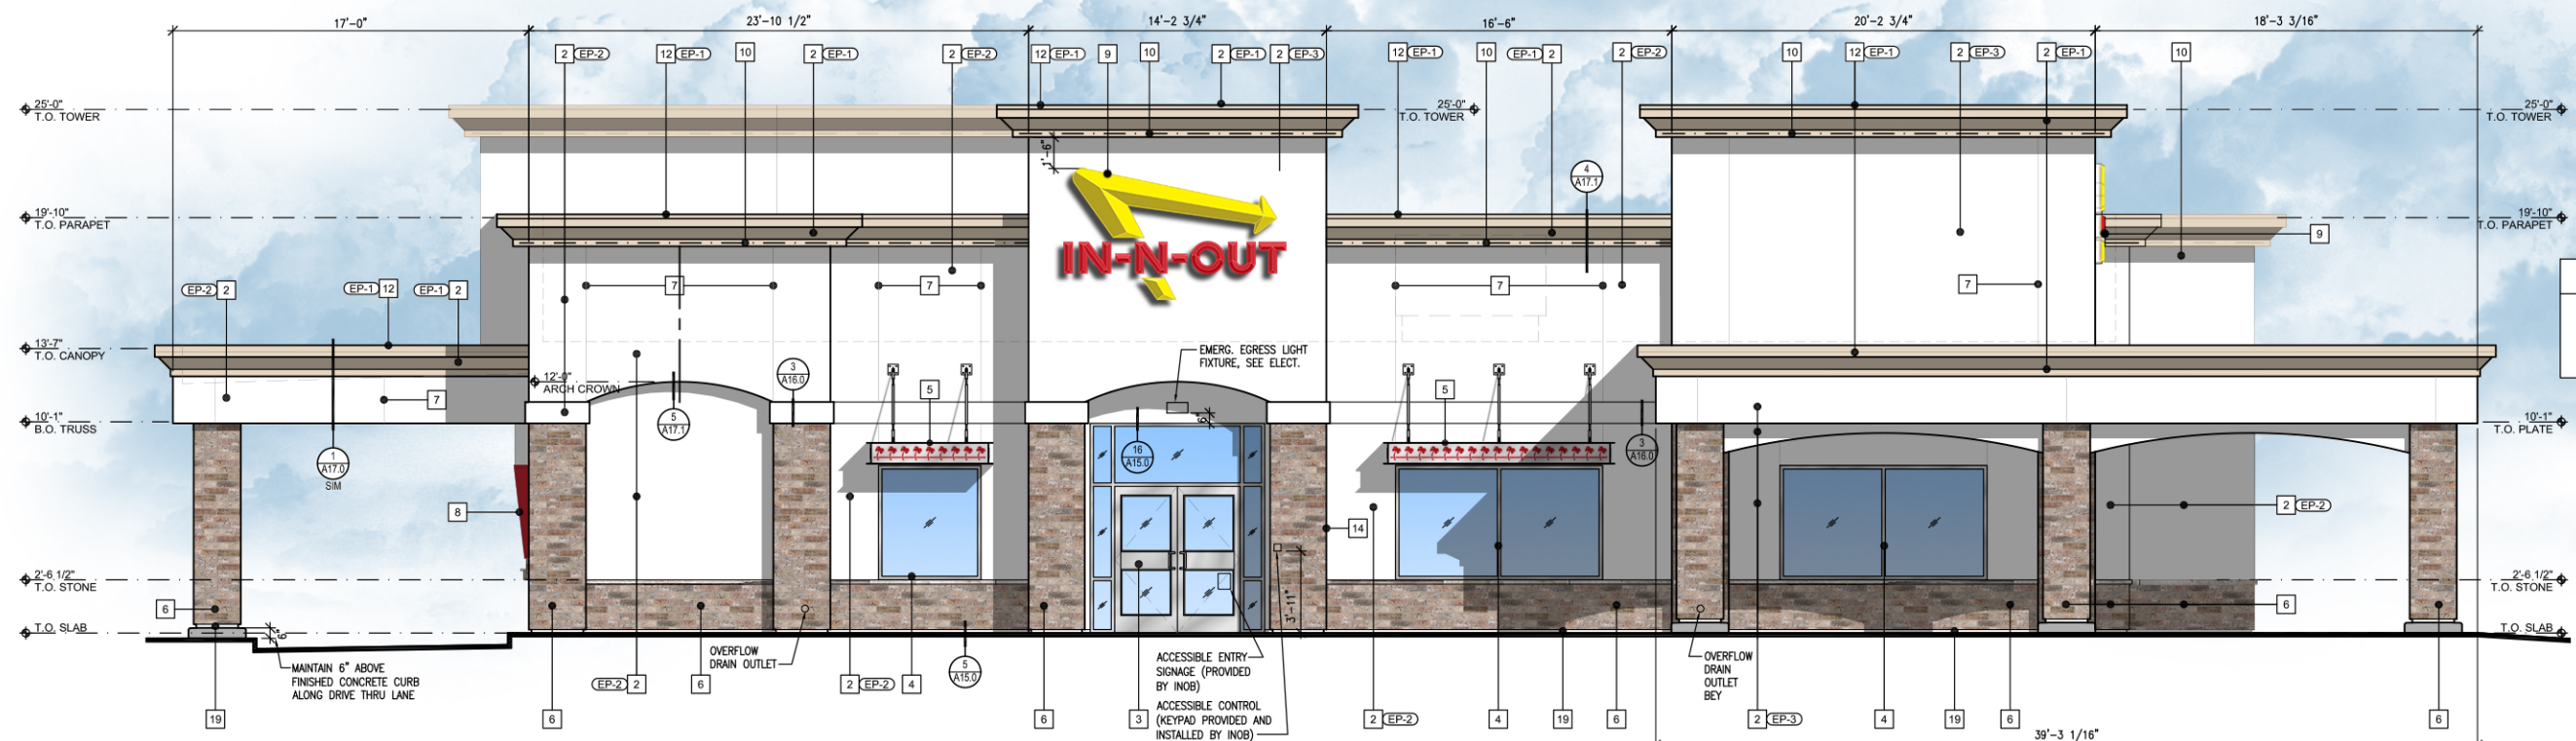 17'-0"
23'-10 1/2"
14'-2 3/4"
16'-6"
20'-2 3/4"
18'-3 3/16"
2 EP-2
12 EP-1
10
2 EP-1
2 EP-2
12 EP-1
9
10
2 EP-1
2 EP-3
12 EP-1
10
EP-1 2
2 EP-2
10
12 EP-1
2 EP-3
2 EP-1
10
25'-0"
T.O. TOWER
25'-0"
T.O. TOWER
25'-0"
T.O. TOWER
1'-6"
4
A17.1
19'-10"
T.O. PARAPET
19'-10"
T.O. PARAPET
9
IN-N-OUT
EP-2 2
EP-1 12
EP-1 2
7
7
7
7
13'-7"
T.O. CANOPY
EMERG. EGRESS LIGHT
FIXTURE, SEE ELECT.
12'-0"
ARCH CROWN
3
A16.0
5
5
7
6"
10'-1"
B.O. TRUSS
10'-1"
T.O. PLATE
5
A17.1
1
A17.0
SIM
16
A15.0
3
A16.0
8
14
2 EP-2
2'-6 1/2"
T.O. STONE
2'-6 1/2"
T.O. STONE
6
3'-11"
6
T.O. SLAB
6"
T.O. SLAB
MAINTAIN 6" ABOVE
FINISHED CONCRETE CURB
ALONG DRIVE THRU LANE
OVERFLOW
DRAIN OUTLET
5
A15.0
ACCESSIBLE ENTRY
SIGNAGE (PROVIDED
BY INOB)
OVERFLOW
DRAIN
OUTLET
BEY
EP-2 2
6
2 EP-2
4
ACCESSIBLE CONTROL
(KEYPAD PROVIDED AND
INSTALLED BY INOB)
19
6
6
3
2 EP-2
4
19
6
2 EP-3
4
19
6
6
39'-3 1/16"